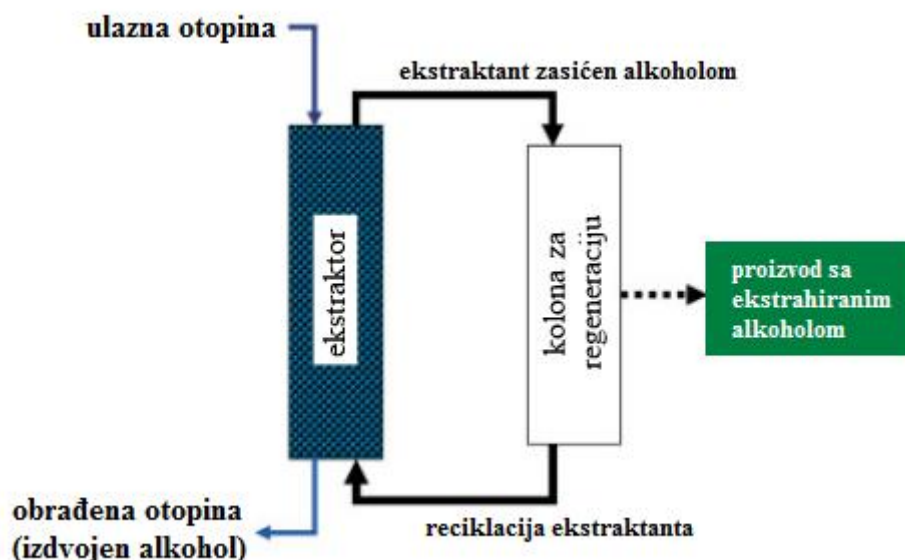 ulazna otopina
ekstraktant zasićen alkoholom
ekstraktor
kolona za
regeneraciju
proizvod sa
ekstrahiranim
alkoholom
obrađena otopina
(izdvojen alkohol)
reciklacija ekstraktanta